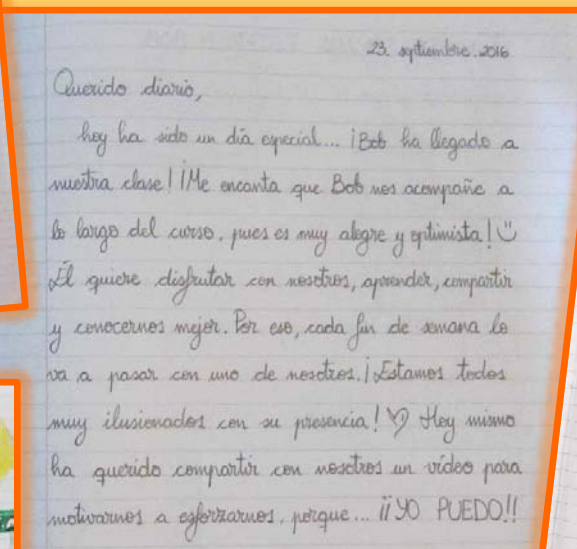 23. septiembre. 2016
Querido diario,
hoy ha sido un día especial... ¡Bob ha llegado a
nuestra clase! ¡Me encanta que Bob nos acompañe a
lo largo del curso, pues es muy alegre y optimista!
Él quiere disfrutar con nosotros, aprender, compartir
y conocernos mejor. Por eso, cada fin de semana lo
va a pasar con uno de nosotros. ¡Estamos todos
muy ilusionados con su presencia! Hoy mismo
ha querido compartir con nosotros un vídeo para
motivarnos a esforzarnos, porque... ¡¡YO PUEDO!!